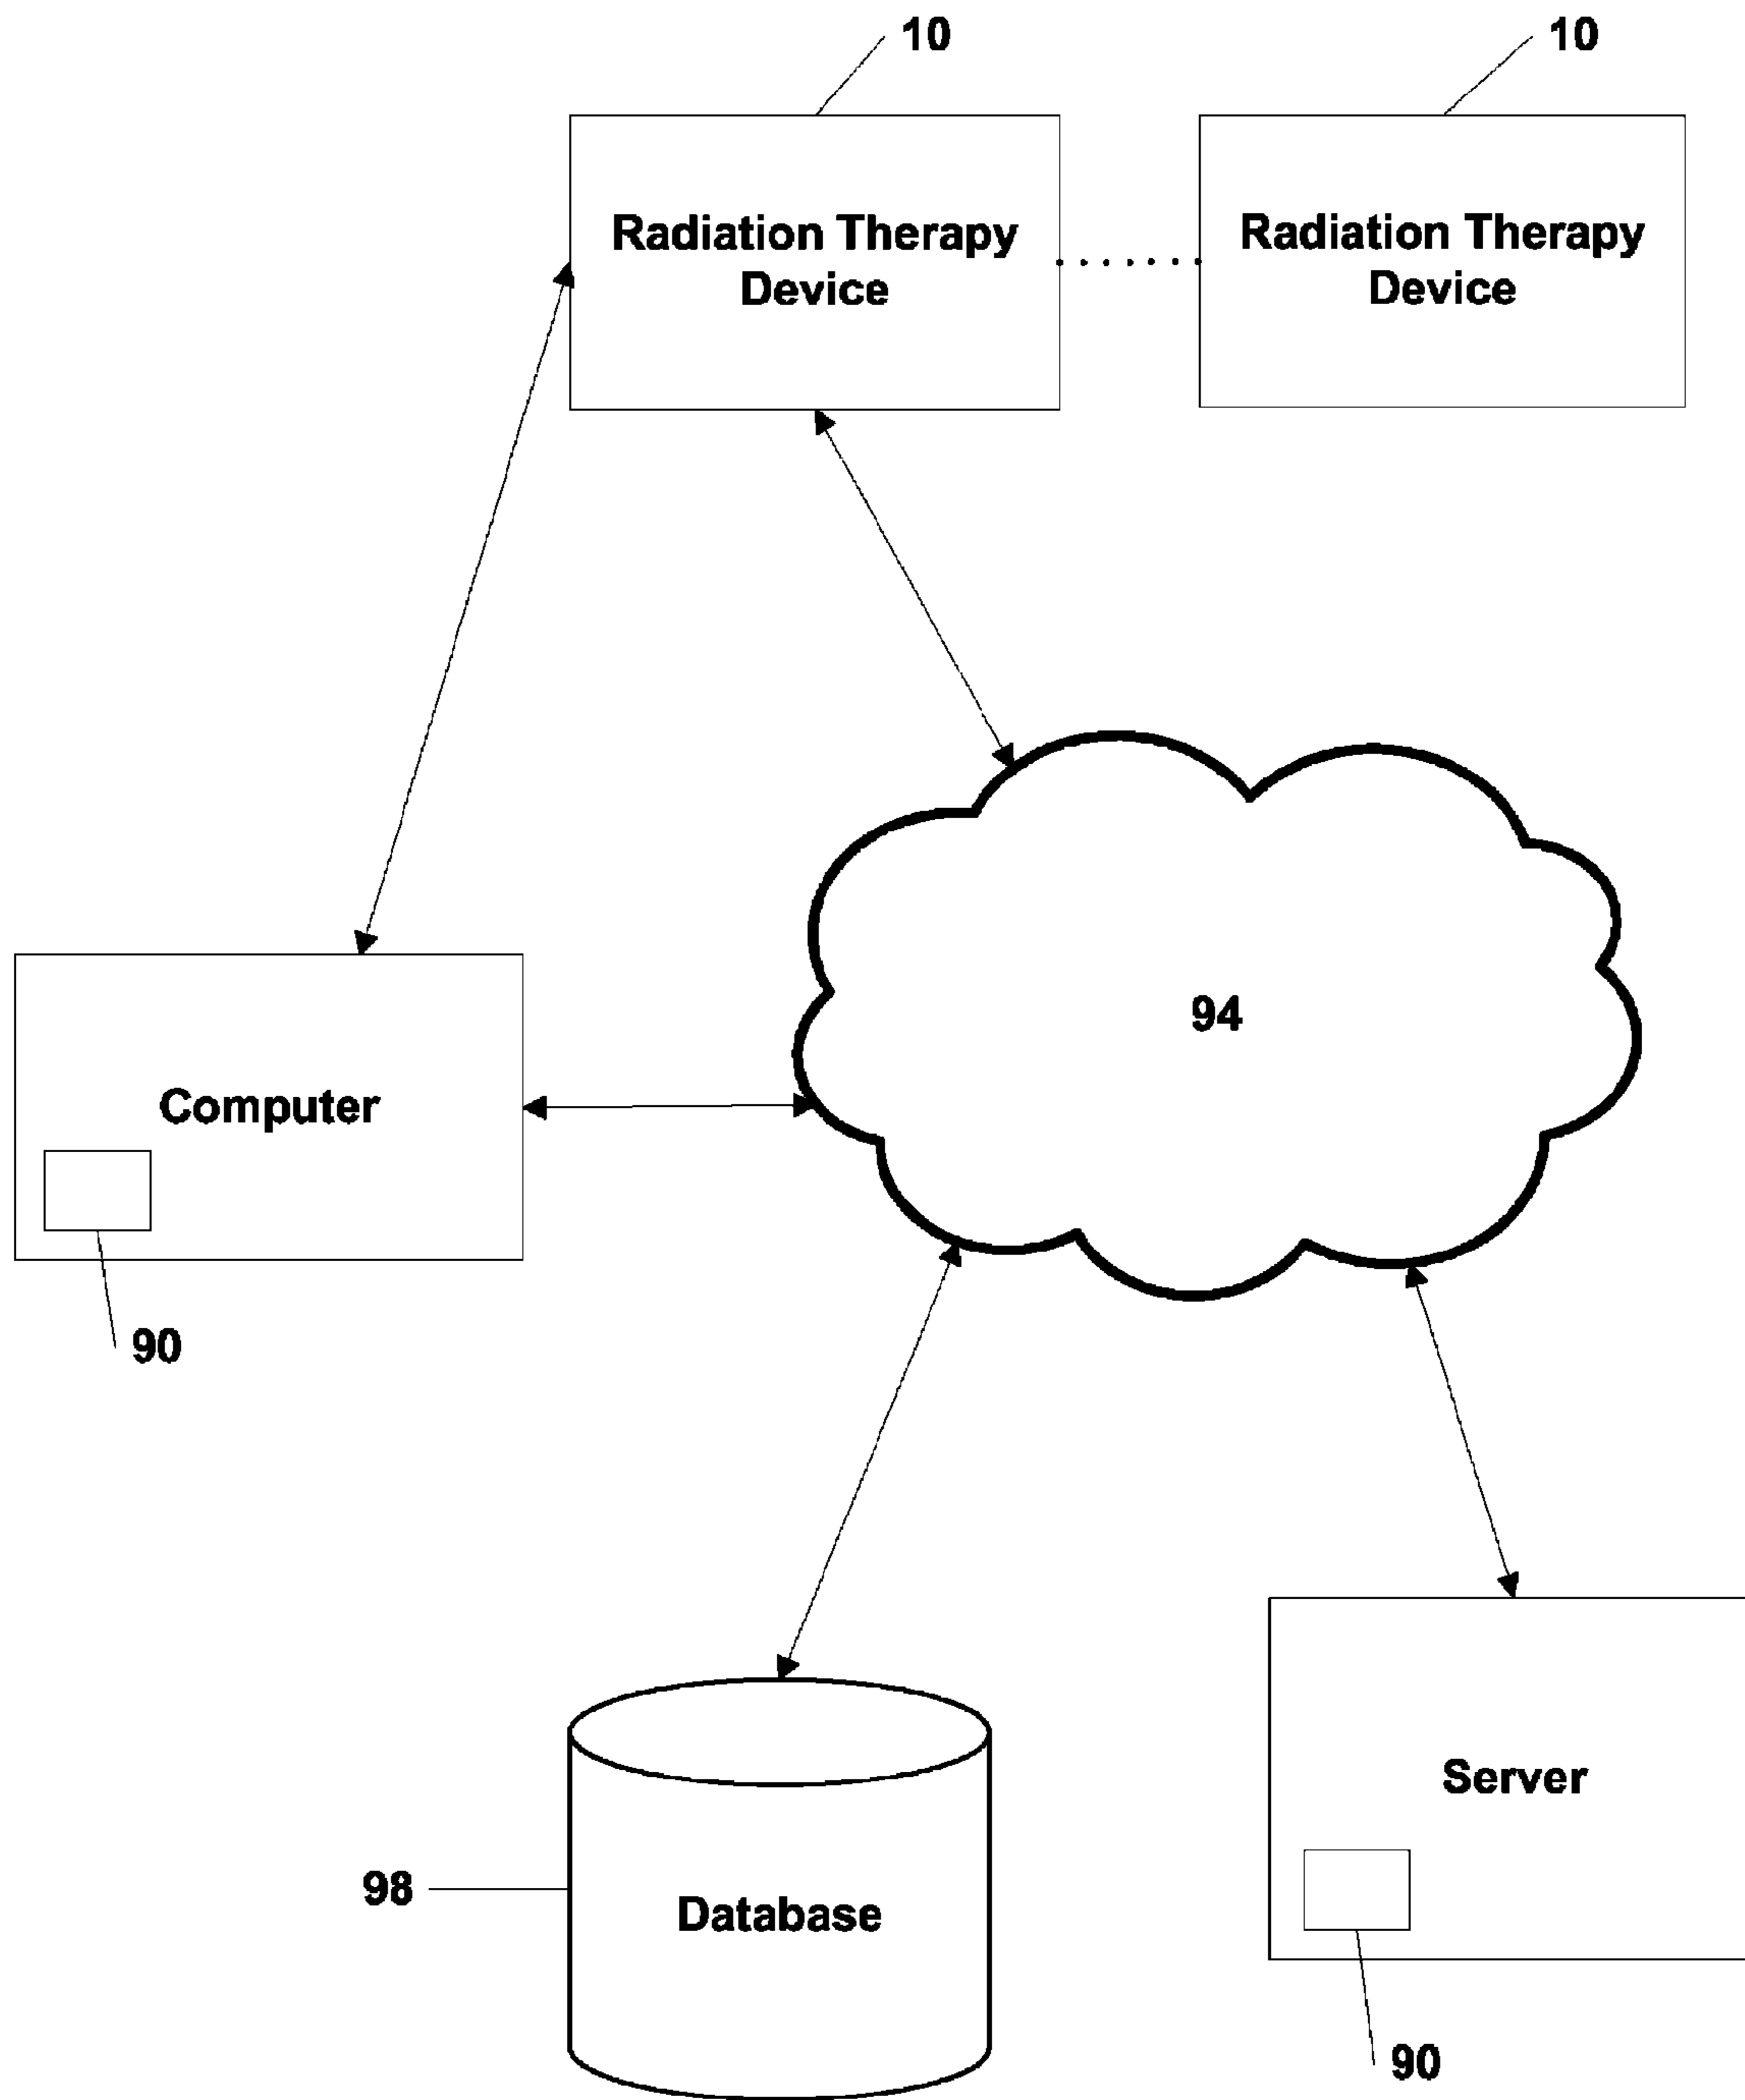 10
10
Radiation Therapy
Device
Radiation Therapy
Device
94
Computer
90
Server
98
Database
90